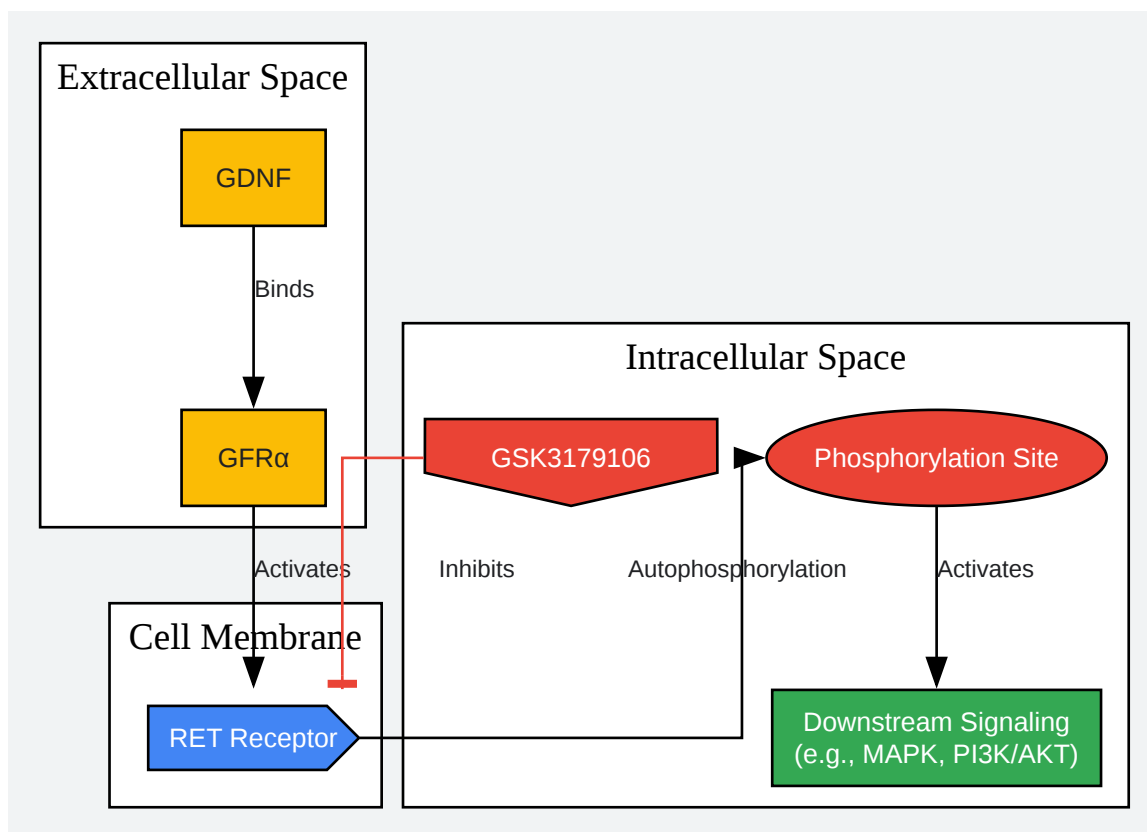 Extracellular Space
GDNF
Binds
GFRα
Activates
Cell Membrane
RET Receptor
Intracellular Space
GSK3179106
Phosphorylation Site
Inhibits
Autophosphorylation
Activates
Downstream Signaling
(e.g., MAPK, PI3K/AKT)